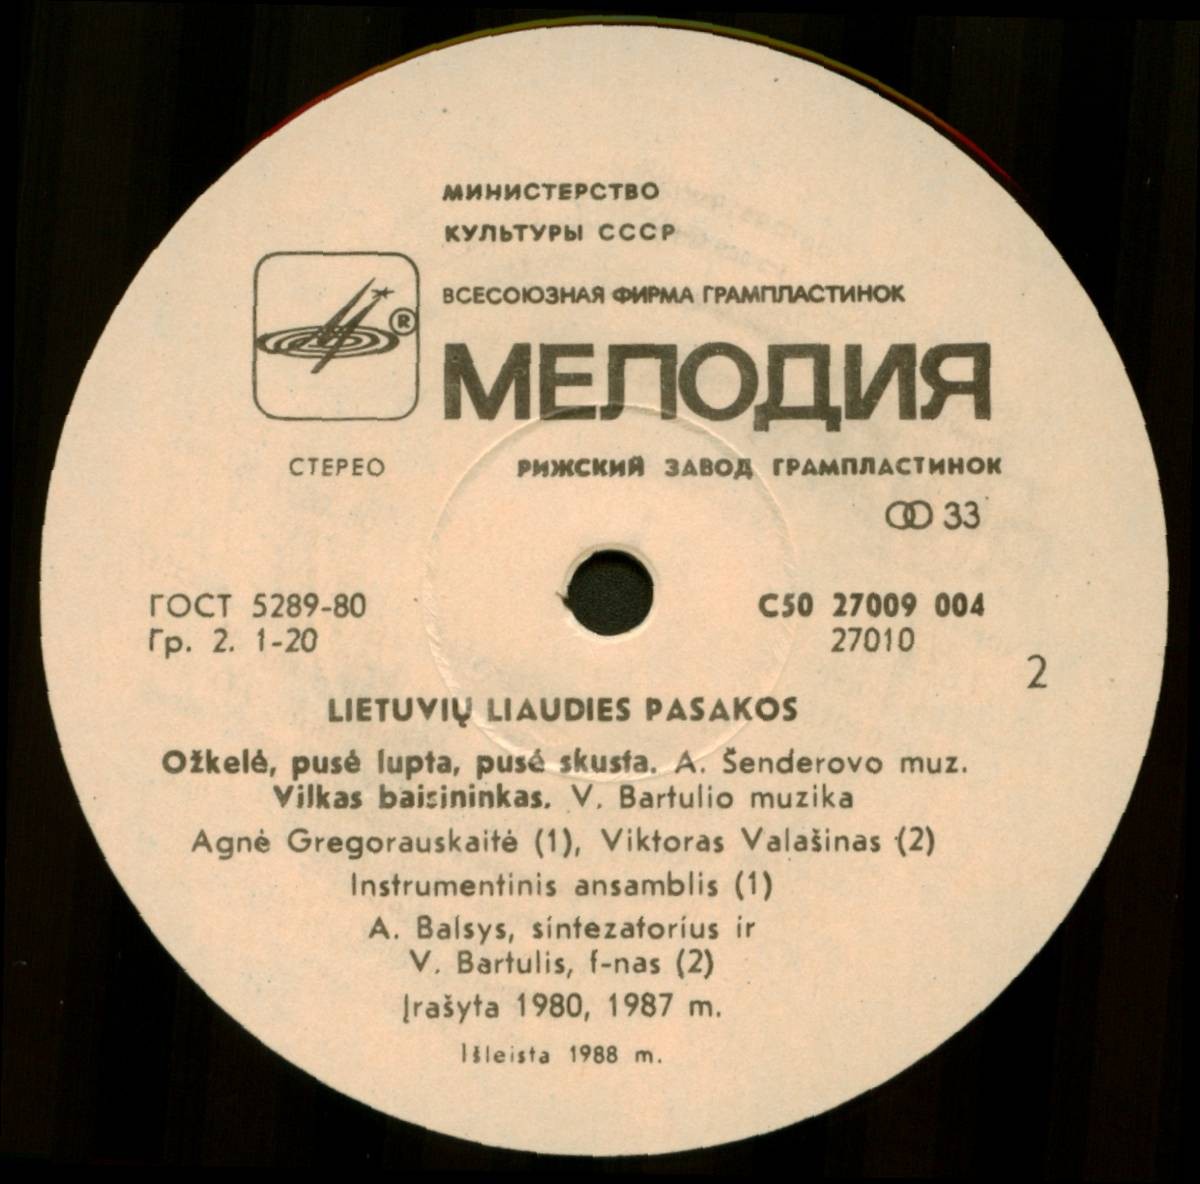 МИНИСТЕРСТВО
КУЛЬТУРЫ СССР
ВСЕСОЮЗНАЯ ФИРМА ГРАМПЛАСТИНОК
®
МЕЛОДИЯ
СТЕРЕО
РИЖСКИЙ ЗАВОД ГРАМПЛАСТИНОК
33
ГОСТ 5289-80
Гр. 2. 1-20
С50 27009 004
27010
2
LIETUVIŲ LIAUDIES PASAKOS
Ožkelė, pusė lupta, pusė skusta. A. Šenderovo muz.
Vilkas baisininkas. V. Bartulio muzika
Agnė Gregorauskaitė (1), Viktoras Valašinas (2)
Instrumentinis ansamblis (1)
A. Balsys, sintezatorius ir
V. Bartulis, f-nas (2)
Įrašyta 1980, 1987 m.
Išleista 1988 m.